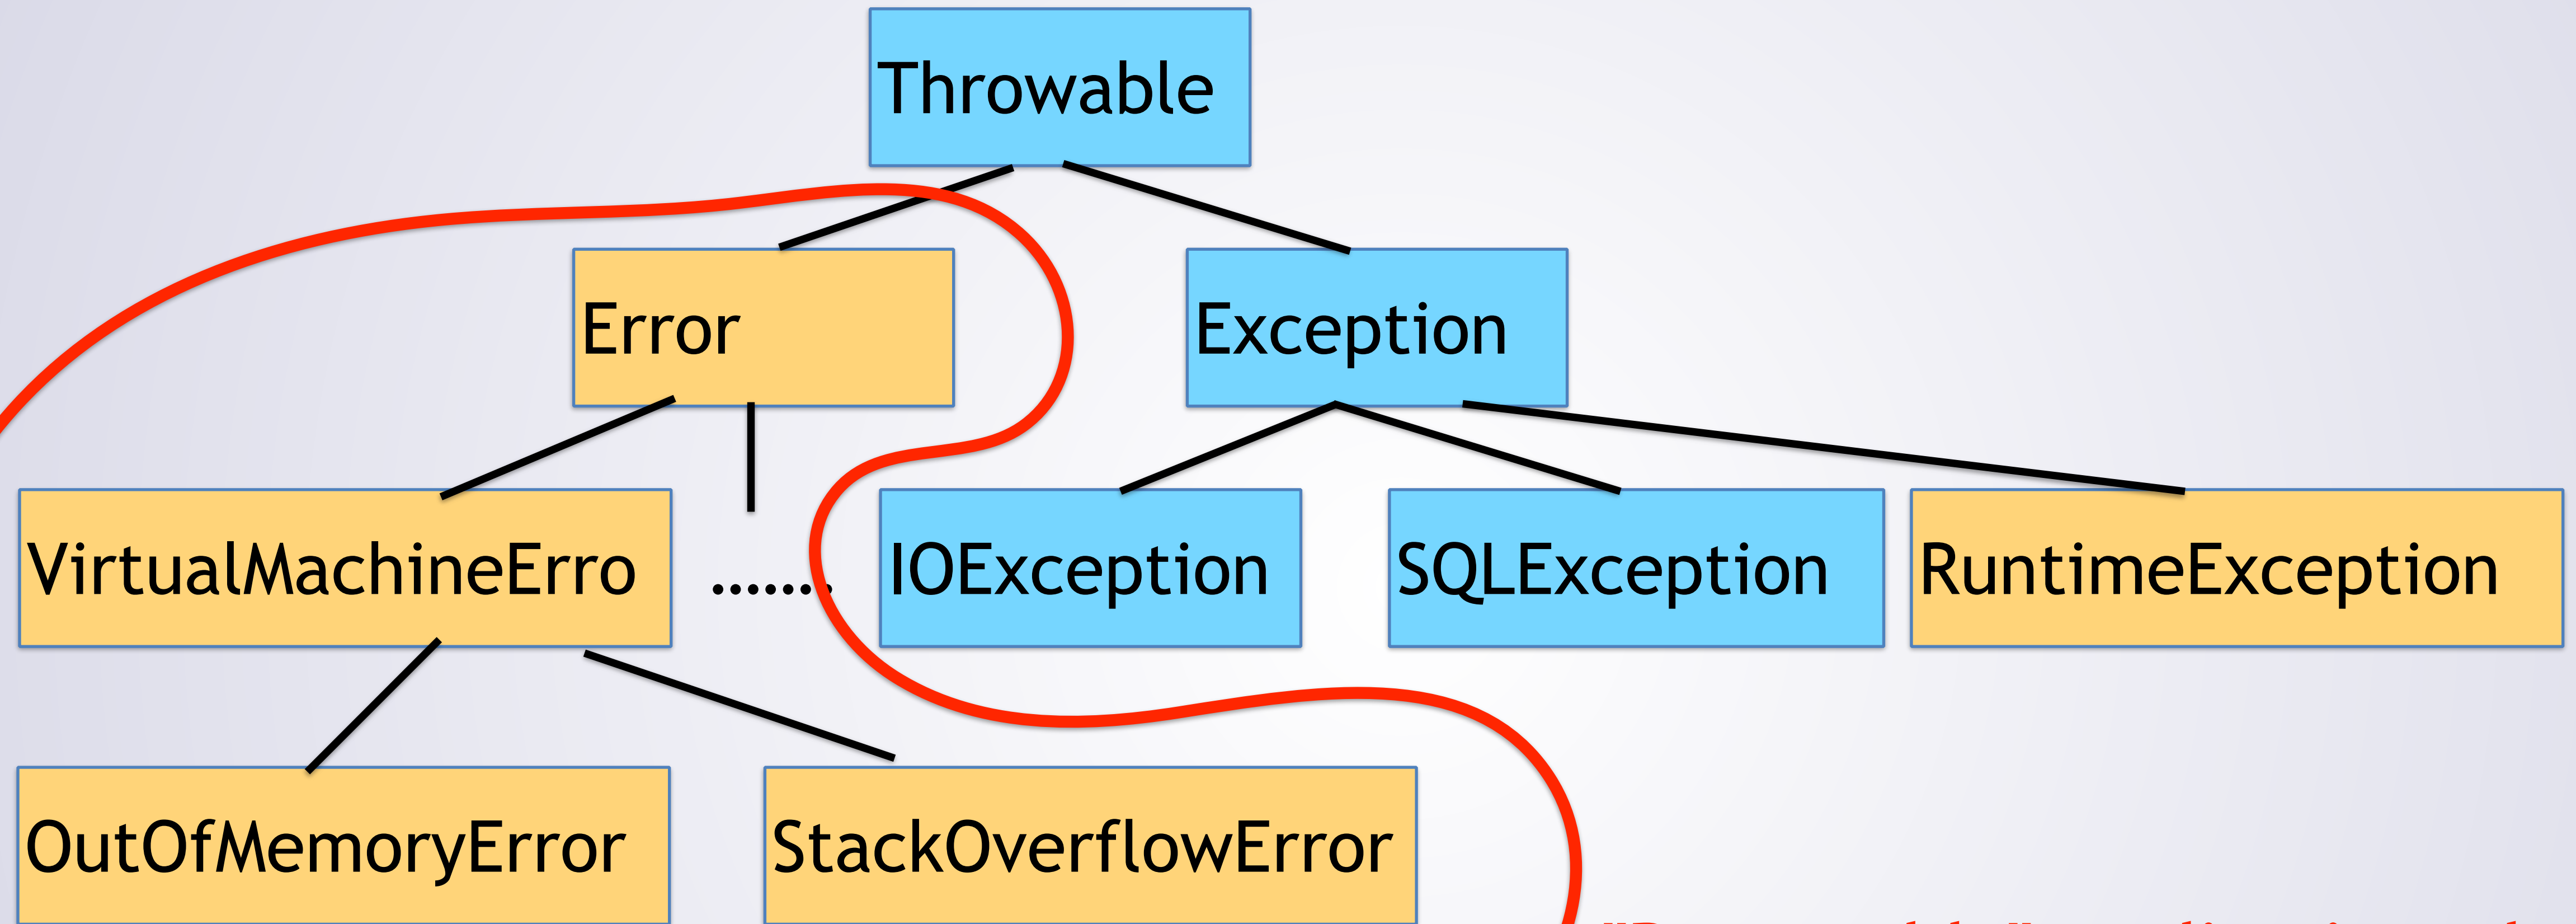 Throwable
Error
Exception
VirtualMachineErro
.......
IOException
SQLException
RuntimeException
OutOfMemoryError
StackOverflowError